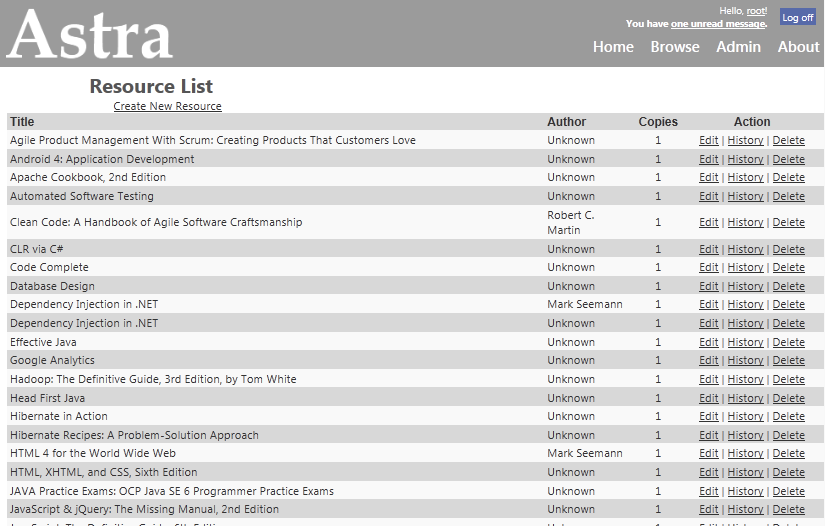 Astra
Hello, root!
Log off
You have one unread message.
Home Browse Admin About
Resource List
Create New Resource
Title Author Copies Action
Agile Product Management With Scrum: Creating Products That Customers Love Unknown 1 Edit | History | Delete
Android 4: Application Development Unknown 1 Edit | History | Delete
Apache Cookbook, 2nd Edition Unknown 1 Edit | History | Delete
Automated Software Testing Unknown 1 Edit | History | Delete
Clean Code: A Handbook of Agile Software Craftsmanship Robert C. Martin 1 Edit | History | Delete
CLR via C# Unknown 1 Edit | History | Delete
Code Complete Unknown 1 Edit | History | Delete
Database Design Unknown 1 Edit | History | Delete
Dependency Injection in .NET Mark Seemann 1 Edit | History | Delete
Dependency Injection in .NET Unknown 1 Edit | History | Delete
Effective Java Unknown 1 Edit | History | Delete
Google Analytics Unknown 1 Edit | History | Delete
Hadoop: The Definitive Guide, 3rd Edition, by Tom White Unknown 1 Edit | History | Delete
Head First Java Unknown 1 Edit | History | Delete
Hibernate in Action Unknown 1 Edit | History | Delete
Hibernate Recipes: A Problem-Solution Approach Unknown 1 Edit | History | Delete
HTML 4 for the World Wide Web Mark Seemann 1 Edit | History | Delete
HTML, XHTML, and CSS, Sixth Edition Unknown 1 Edit | History | Delete
JAVA Practice Exams: OCP Java SE 6 Programmer Practice Exams Unknown 1 Edit | History | Delete
JavaScript & jQuery: The Missing Manual, 2nd Edition Unknown 1 Edit | History | Delete